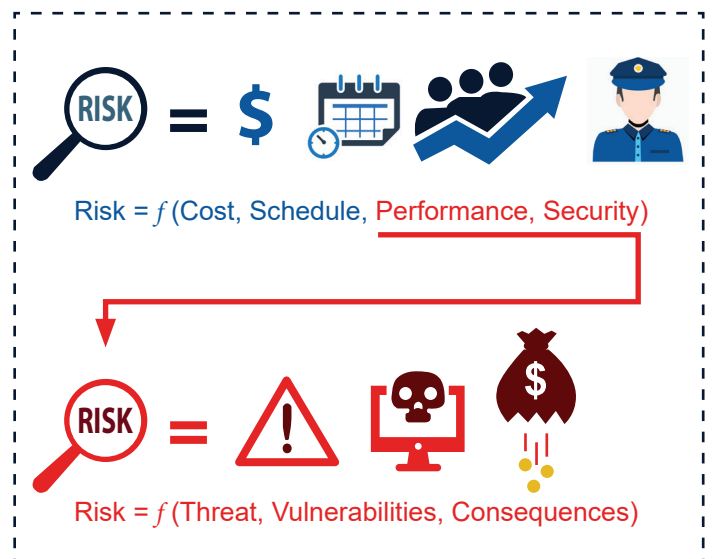 RISK = $
Risk = f (Cost, Schedule, Performance, Security)
RISK = ! $
Risk = f (Threat, Vulnerabilities, Consequences)